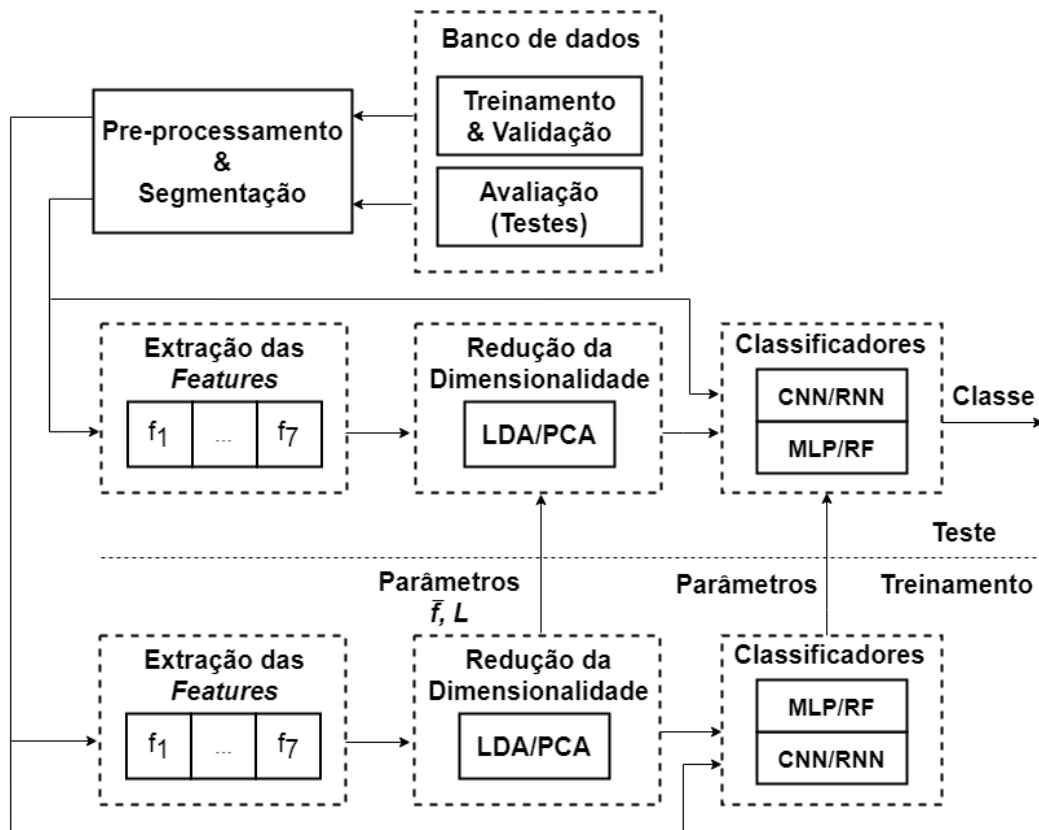 Banco de dados
Treinamento
& Validação
Avaliação
(Testes)
Pre-processamento
&
Segmentação
Extração das
Features
f1 ... f7
Redução da
Dimensionalidade
LDA/PCA
Classificadores
CNN/RNN
MLP/RF
Classe
Teste
Treinamento
Parâmetros
f̅, L
Parâmetros
Extração das
Features
f1 ... f7
Redução da
Dimensionalidade
LDA/PCA
Classificadores
MLP/RF
CNN/RNN